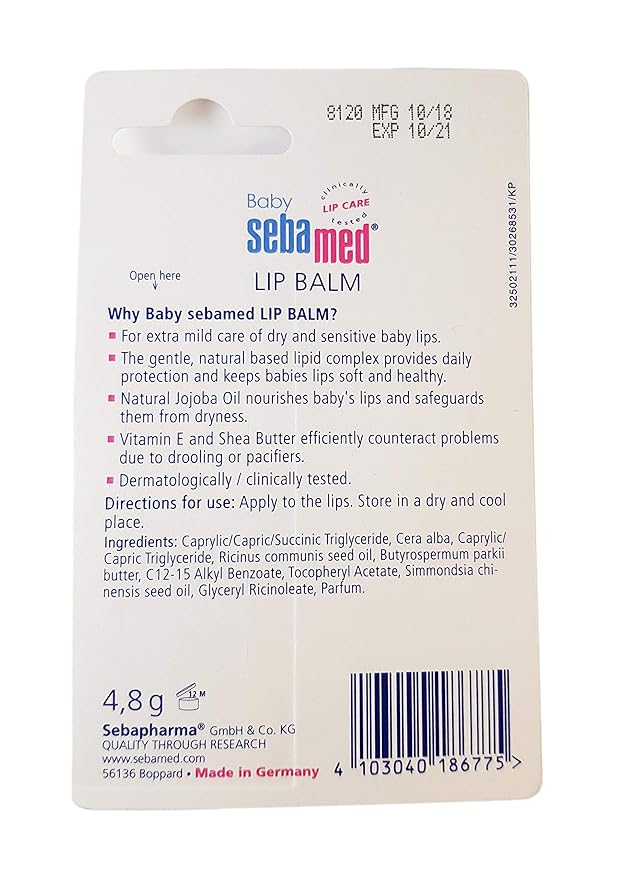 8120 MFG 10/18
EXP 10/21
32502111/30268531/KP
Baby
clinically
LIP CARE
tested
sebamed®
Open here
LIP BALM
Why Baby sebamed LIP BALM?
For extra mild care of dry and sensitive baby lips.
The gentle, natural based lipid complex provides daily
protection and keeps babies lips soft and healthy.
Natural Jojoba Oil nourishes baby's lips and safeguards
them from dryness.
Vitamin E and Shea Butter efficiently counteract problems
due to drooling or pacifiers.
Dermatologically / clinically tested.
Directions for use: Apply to the lips. Store in a dry and cool
place.
Ingredients: Caprylic/Capric/Succinic Triglyceride, Cera alba, Caprylic/
Capric Triglyceride, Ricinus communis seed oil, Butyrospermum parkii
butter, C12-15 Alkyl Benzoate, Tocopheryl Acetate, Simmondsia chi-
nensis seed oil, Glyceryl Ricinoleate, Parfum.
4,8 g 12 M
Sebapharma® GmbH & Co. KG
QUALITY THROUGH RESEARCH
www.sebamed.com
56136 Boppard • Made in Germany
4 103040 186775 >